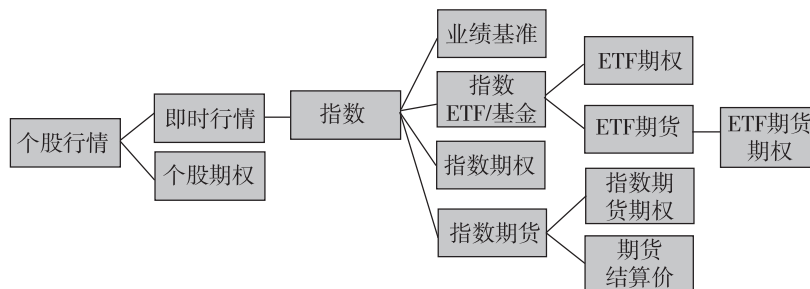 个股行情
即时行情
个股期权
指数
业绩基准
指数
ETF/基金
指数期权
指数期货
ETF期权
ETF期货
指数期
货期权
期货
结算价
ETF期货
期权